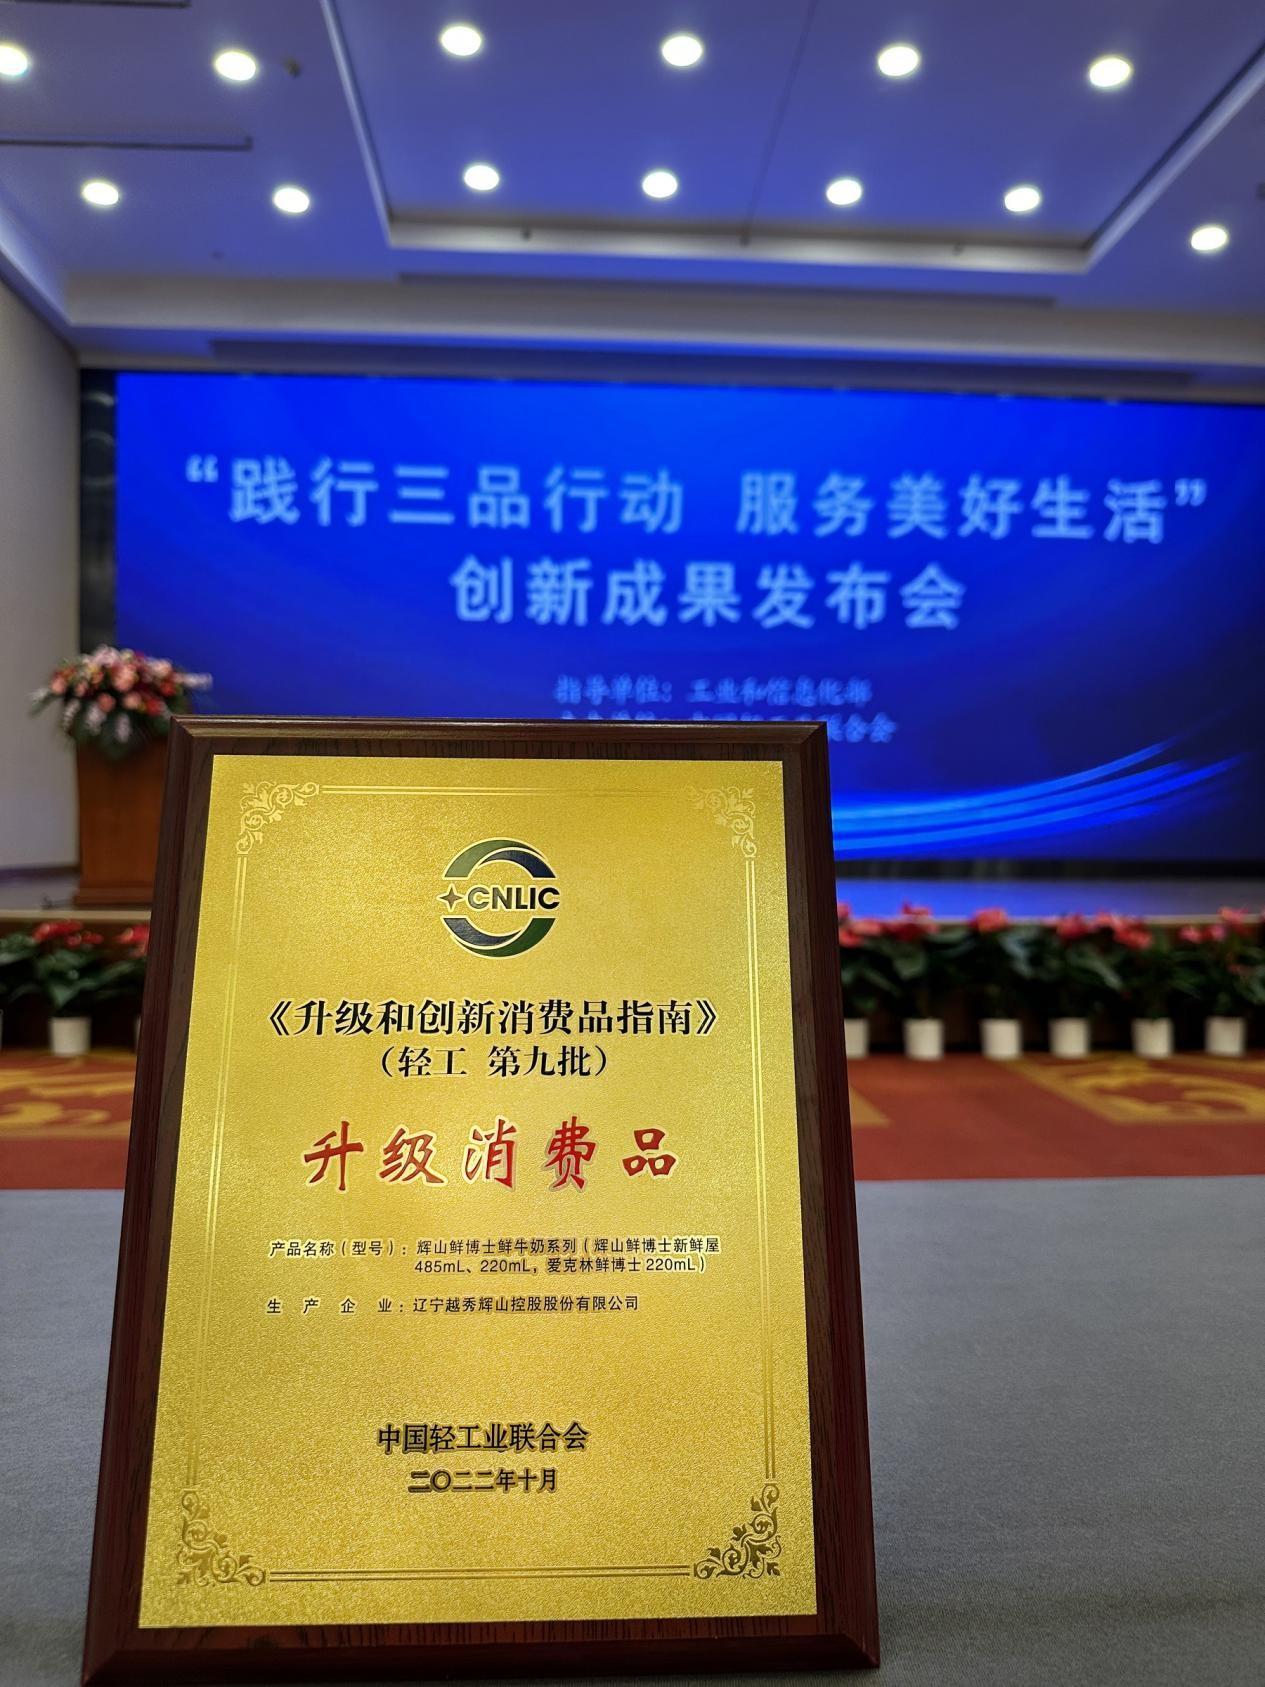 “践行三品行动 服务美好生活”
创新成果发布会
指导单位：工业和信息化部
CNLIC
《升级和创新消费品指南》
（轻工 第九批）
升级消费品
产品名称（型号）：辉山鲜博士鲜牛奶系列（辉山鲜博士新鲜屋
485mL、220mL，爱克林鲜博士220mL）
生产企业：辽宁越秀辉山控股股份有限公司
中国轻工业联合会
二〇二二年十月